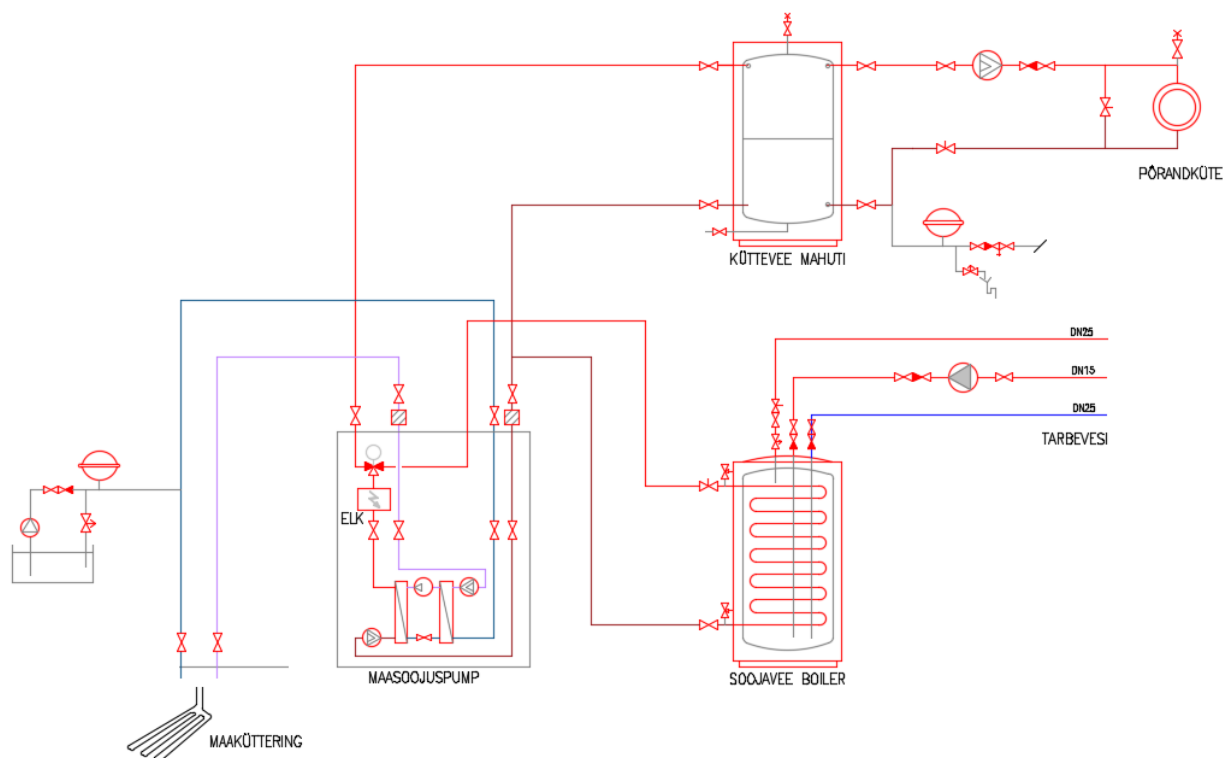 PÕRANDKÜTE
KÜTTEVEE MAHUTI
DN25
DN15
DN25
TARBEVESI
ELK
MAASOOJUSPUMP
SOOJAVEE BOILER
MAAKÜTTERING